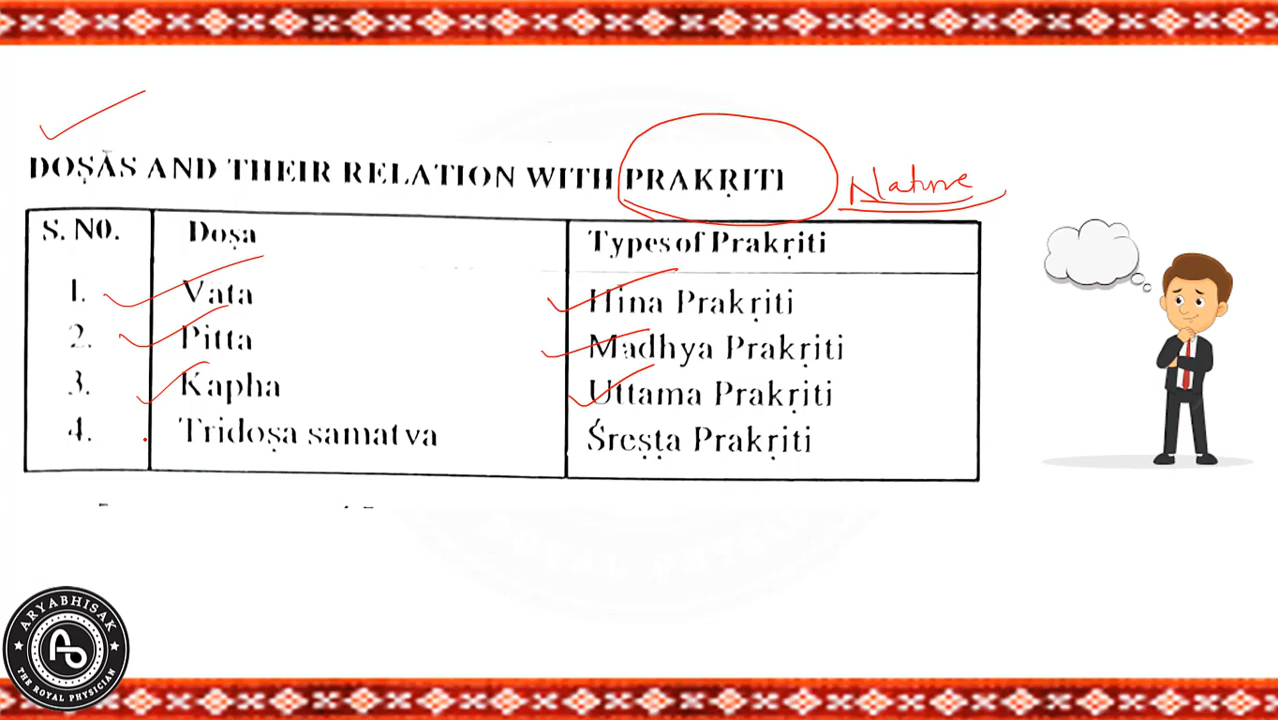 DOṢĀS AND THEIR RELATION WITH PRAKṚITI
Nature
S. NO. Doṣa Types of Prakṛiti
1. Vata Hina Prakṛiti
2. Pitta Madhya Prakṛiti
3. Kapha Uttama Prakṛiti
4. Tridoṣa samatva Śreṣṭa Prakṛiti
ARYABHISAK
THE ROYAL PHYSICIAN